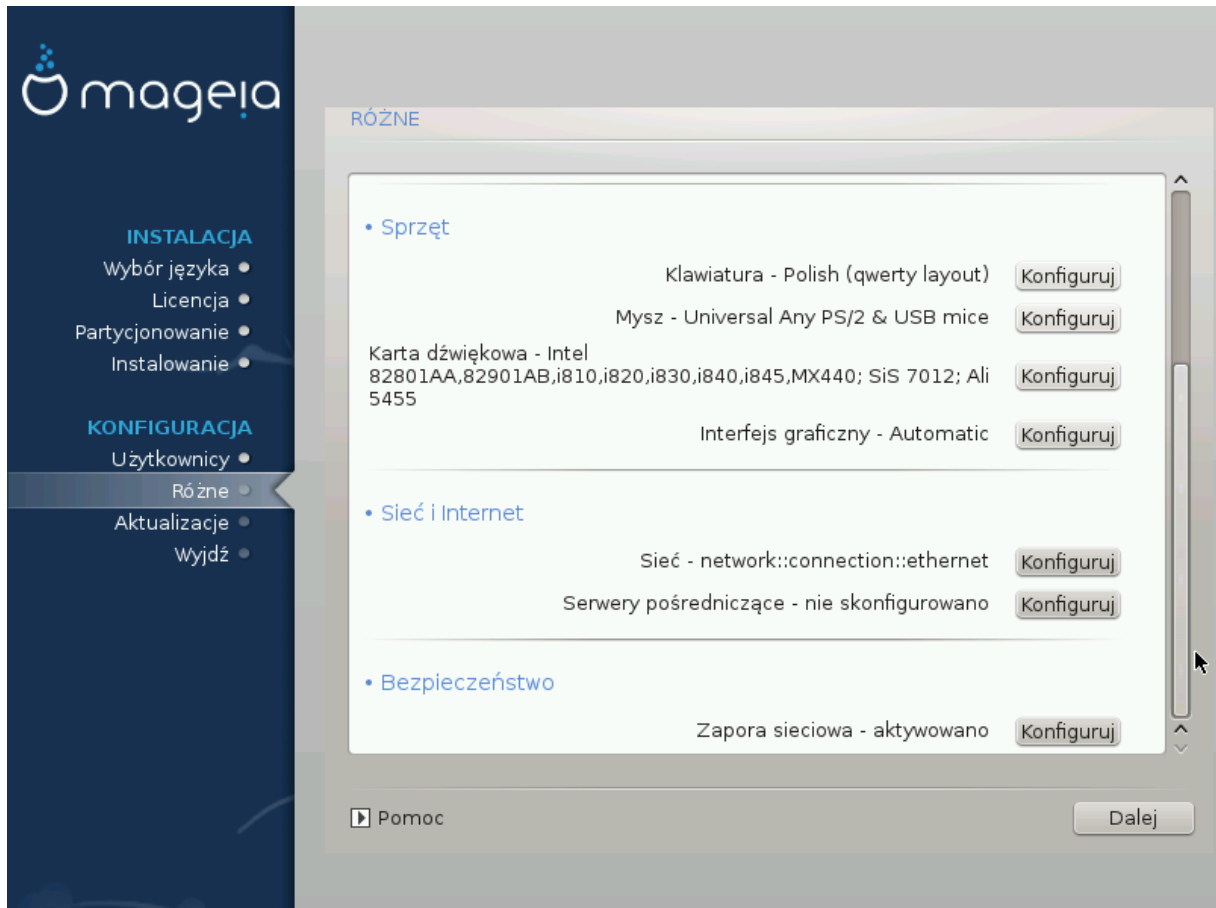 mageia
INSTALACJA
Wybór języka
Licencja
Partycjonowanie
Instalowanie
KONFIGURACJA
Użytkownicy
Różne
Aktualizacje
Wyjdź
RÓŻNE
• Sprzęt
Klawiatura - Polish (qwerty layout) Konfiguruj
Mysz - Universal Any PS/2 & USB mice Konfiguruj
Karta dźwiękowa - Intel
82801AA,82901AB,i810,i820,i830,i840,i845,MX440; SiS 7012; Ali Konfiguruj
5455
Interfejs graficzny - Automatic Konfiguruj
• Sieć i Internet
Sieć - network::connection::ethernet Konfiguruj
Serwery pośredniczące - nie skonfigurowano Konfiguruj
• Bezpieczeństwo
Zapora sieciowa - aktywowano Konfiguruj
Pomoc
Dalej